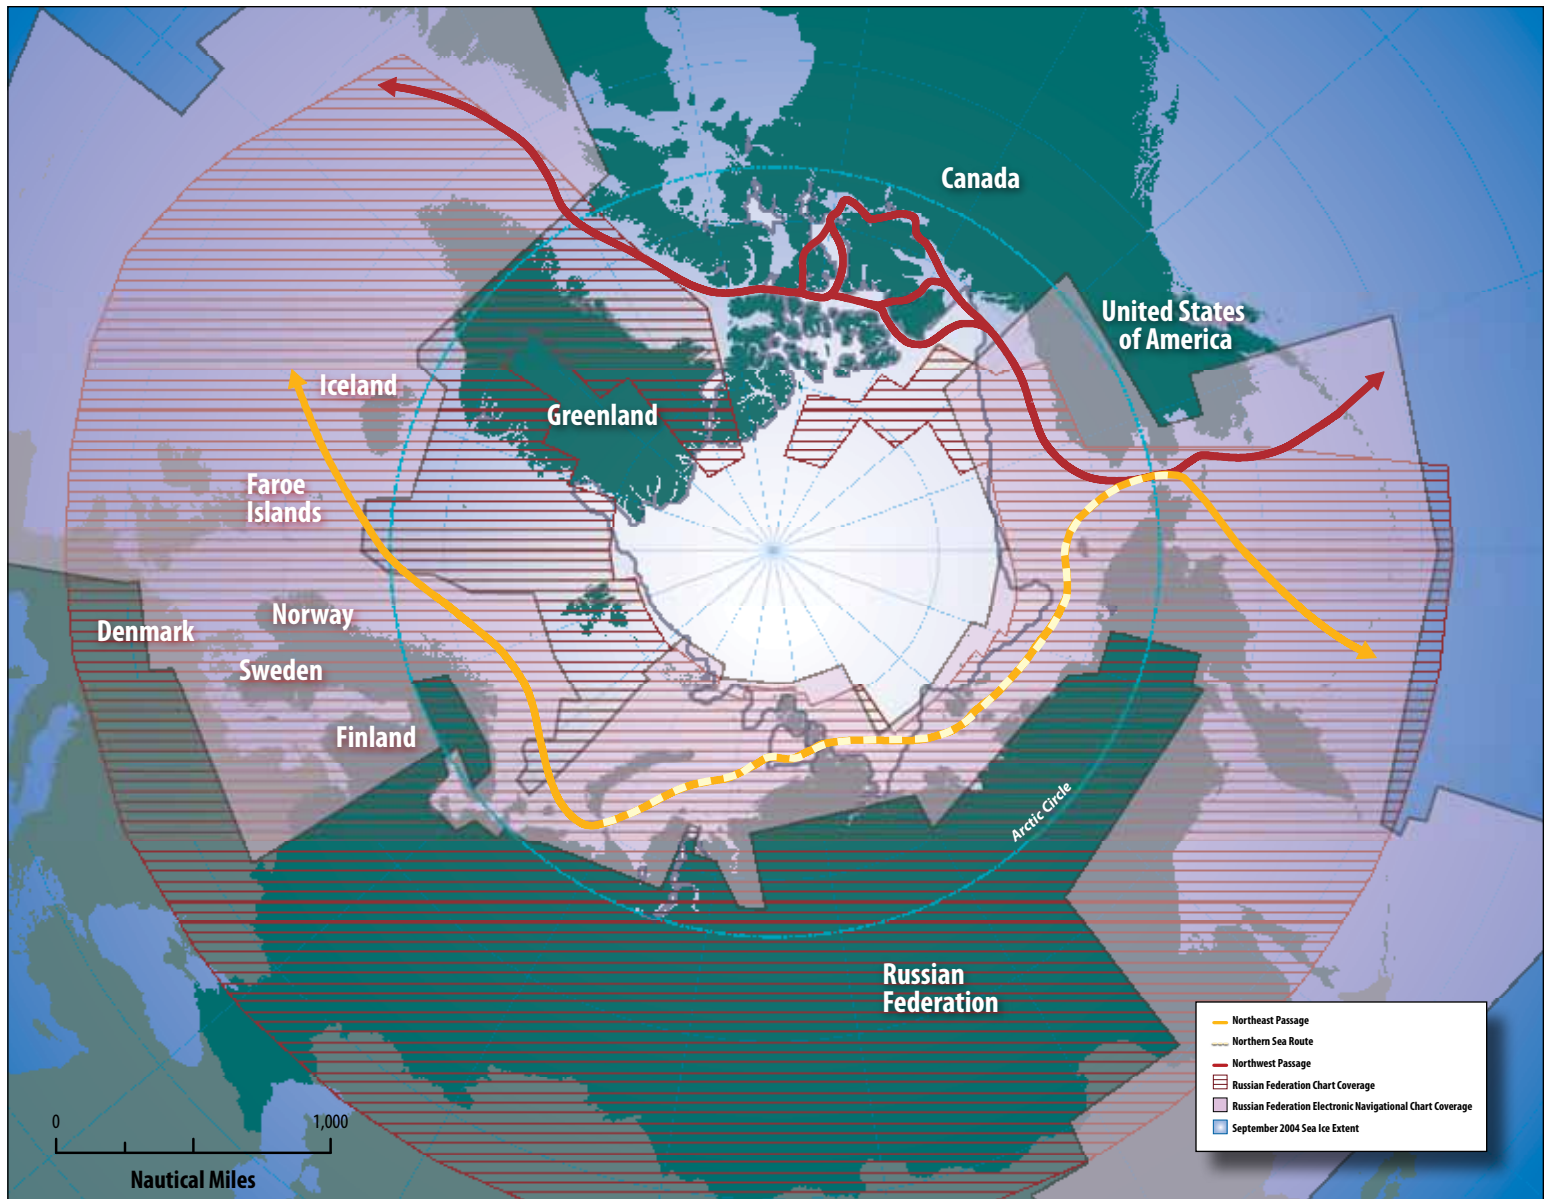 Canada
United States
of America
Iceland
Greenland
Faroe
Islands
Norway
Denmark
Sweden
Finland
Arctic Circle
Russian
Federation
Northeast Passage
Northern Sea Route
Northwest Passage
Russian Federation Chart Coverage
Russian Federation Electronic Navigational Chart Coverage
September 2004 Sea Ice Extent
0 1,000
Nautical Miles